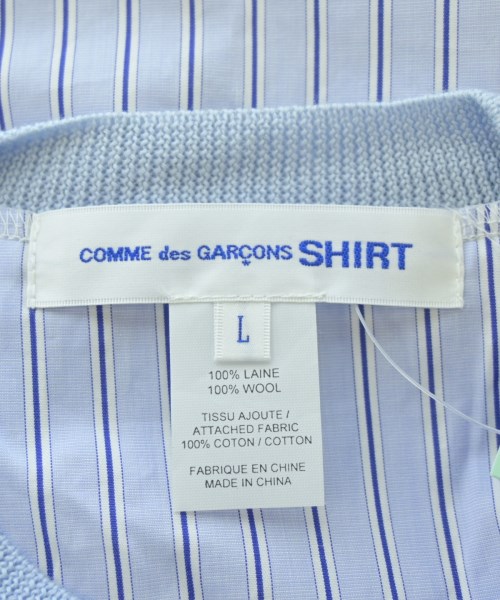 COMME des GARÇONS SHIRT
L
100% LAINE
100% WOOL
TISSU AJOUTE /
ATTACHED FABRIC
100% COTON / COTTON
FABRIQUE EN CHINE
MADE IN CHINA